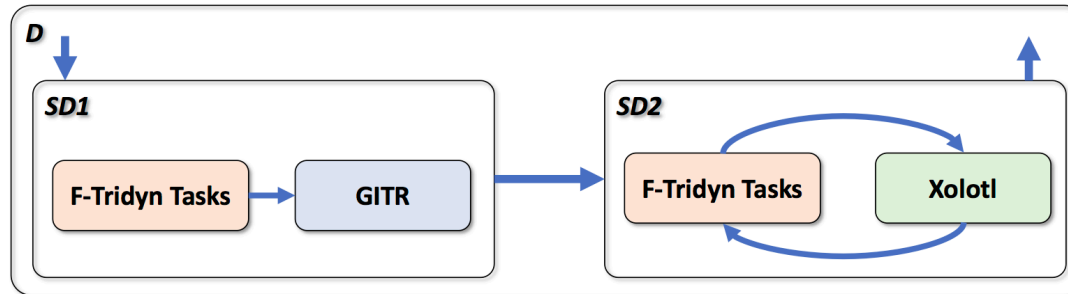 D
SD1
F-Tridyn Tasks
GITR
SD2
F-Tridyn Tasks
Xolotl